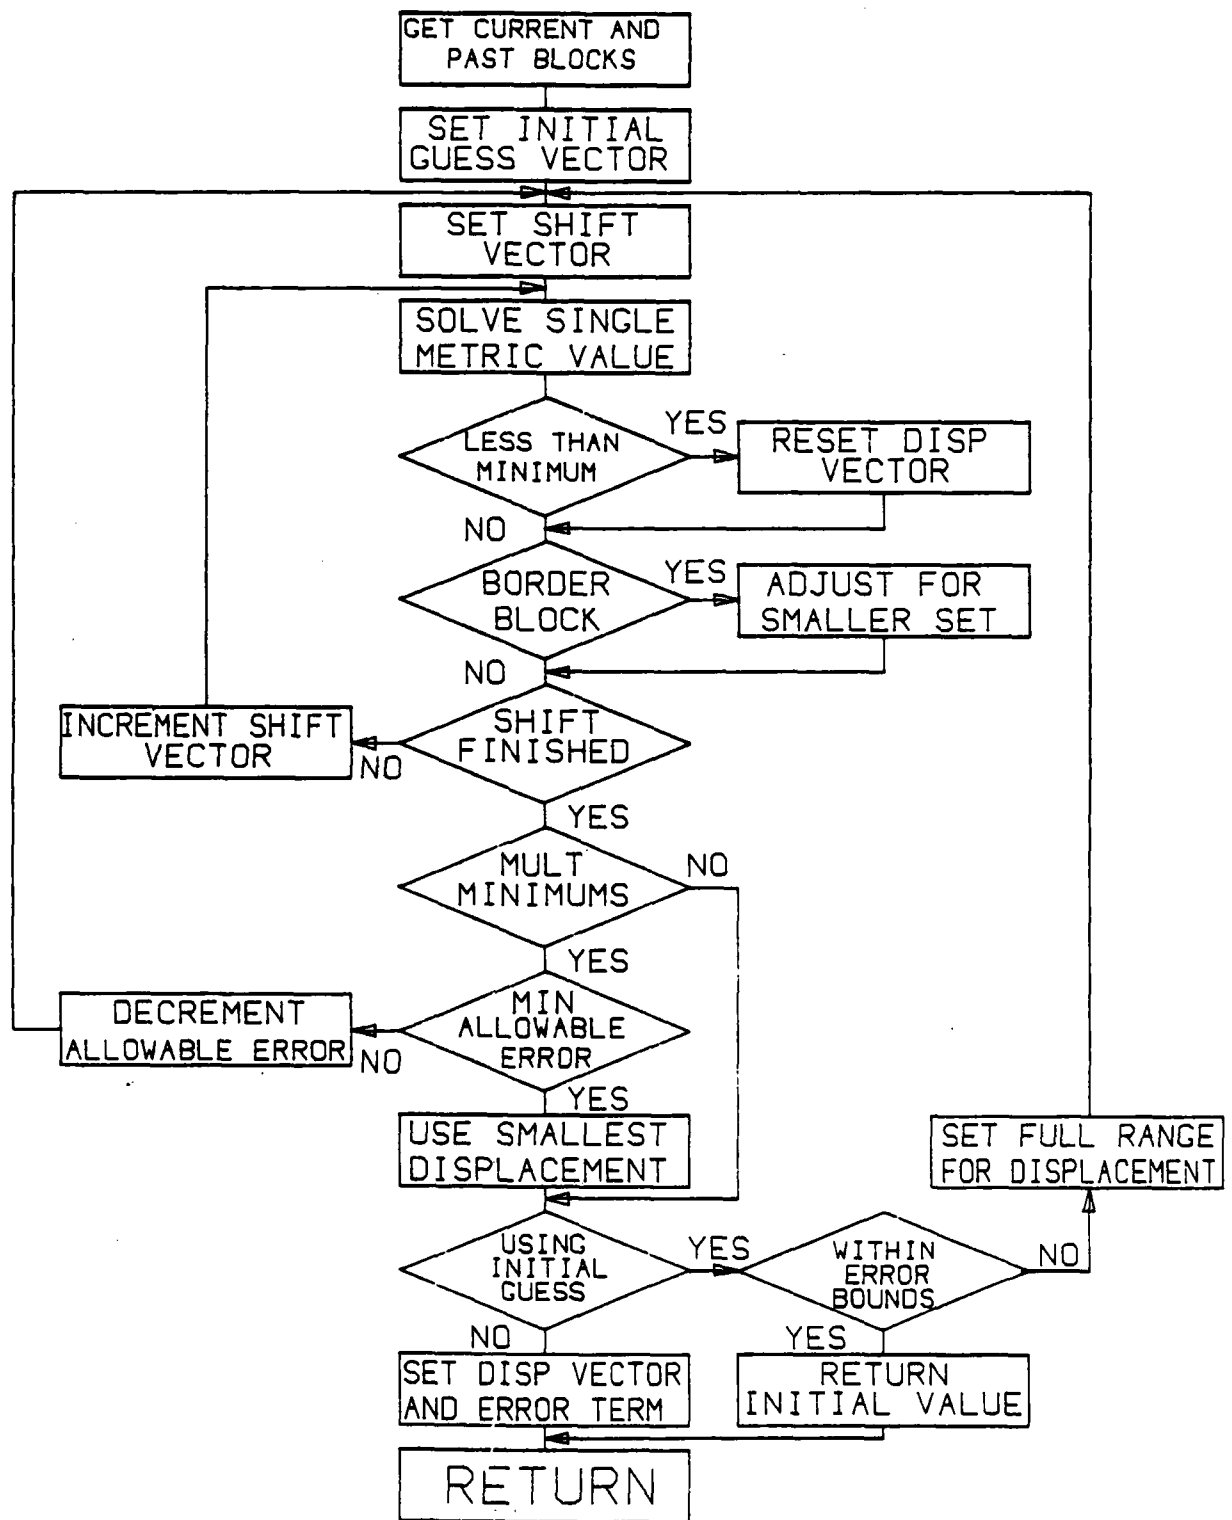 GET CURRENT AND
PAST BLOCKS
SET INITIAL
GUESS VECTOR
SET SHIFT
VECTOR
SOLVE SINGLE
METRIC VALUE
LESS THAN
MINIMUM
YES
RESET DISP
VECTOR
NO
BORDER
BLOCK
YES
ADJUST FOR
SMALLER SET
NO
SHIFT
FINISHED
NO
INCREMENT SHIFT
VECTOR
YES
MULT
MINIMUMS
NO
YES
MIN
ALLOWABLE
ERROR
NO
DECREMENT
ALLOWABLE ERROR
YES
USE SMALLEST
DISPLACEMENT
SET FULL RANGE
FOR DISPLACEMENT
USING
INITIAL
GUESS
YES
WITHIN
ERROR
BOUNDS
NO
NO
YES
SET DISP VECTOR
AND ERROR TERM
RETURN
INITIAL VALUE
RETURN